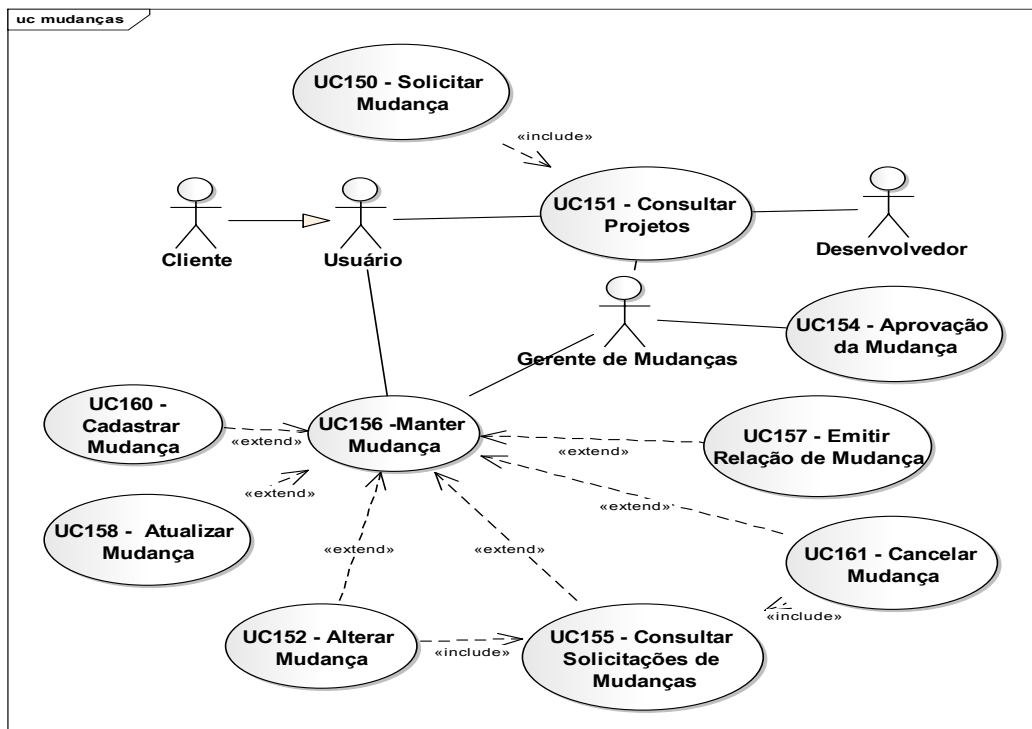 uc mudanças
UC150 - Solicitar
Mudança
«include»
UC151 - Consultar
Projetos
Cliente
Usuário
Desenvolvedor
Gerente de Mudanças
UC154 - Aprovação
da Mudança
UC160 -
Cadastrar
Mudança
«extend»
UC156 -Manter
Mudança
«extend»
UC157 - Emitir
Relação de Mudança
«extend»
UC158 - Atualizar
Mudança
«extend»
«extend»
«extend»
UC161 - Cancelar
Mudança
«include»
UC152 - Alterar
Mudança
«include»
UC155 - Consultar
Solicitações de
Mudanças